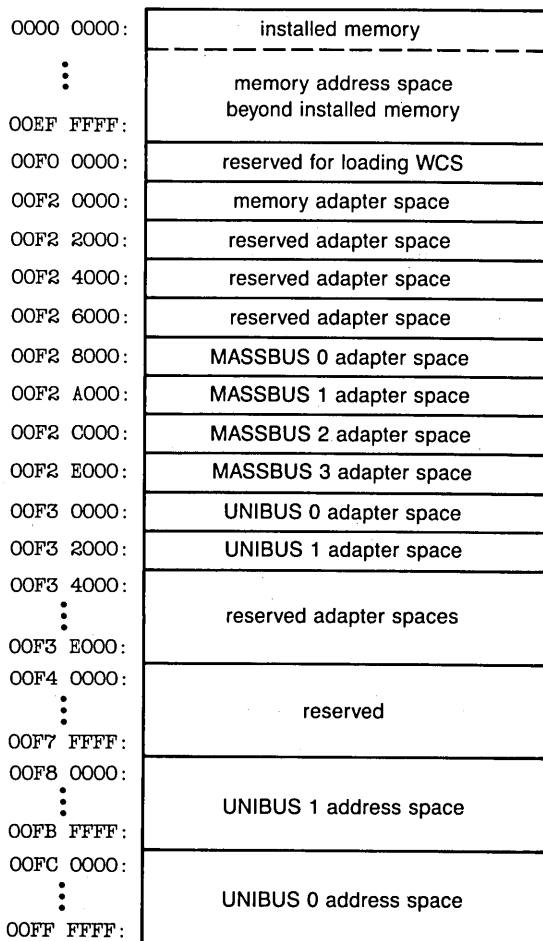 0000 0000: installed memory
memory address space
beyond installed memory
00EF FFFF:
00F0 0000: reserved for loading WCS
00F2 0000: memory adapter space
00F2 2000: reserved adapter space
00F2 4000: reserved adapter space
00F2 6000: reserved adapter space
00F2 8000: MASSBUS 0 adapter space
00F2 A000: MASSBUS 1 adapter space
00F2 C000: MASSBUS 2 adapter space
00F2 E000: MASSBUS 3 adapter space
00F3 0000: UNIBUS 0 adapter space
00F3 2000: UNIBUS 1 adapter space
00F3 4000:
reserved adapter spaces
00F3 E000:
00F4 0000:
reserved
00F7 FFFF:
00F8 0000:
UNIBUS 1 address space
00FB FFFF:
00FC 0000:
UNIBUS 0 address space
00FF FFFF: